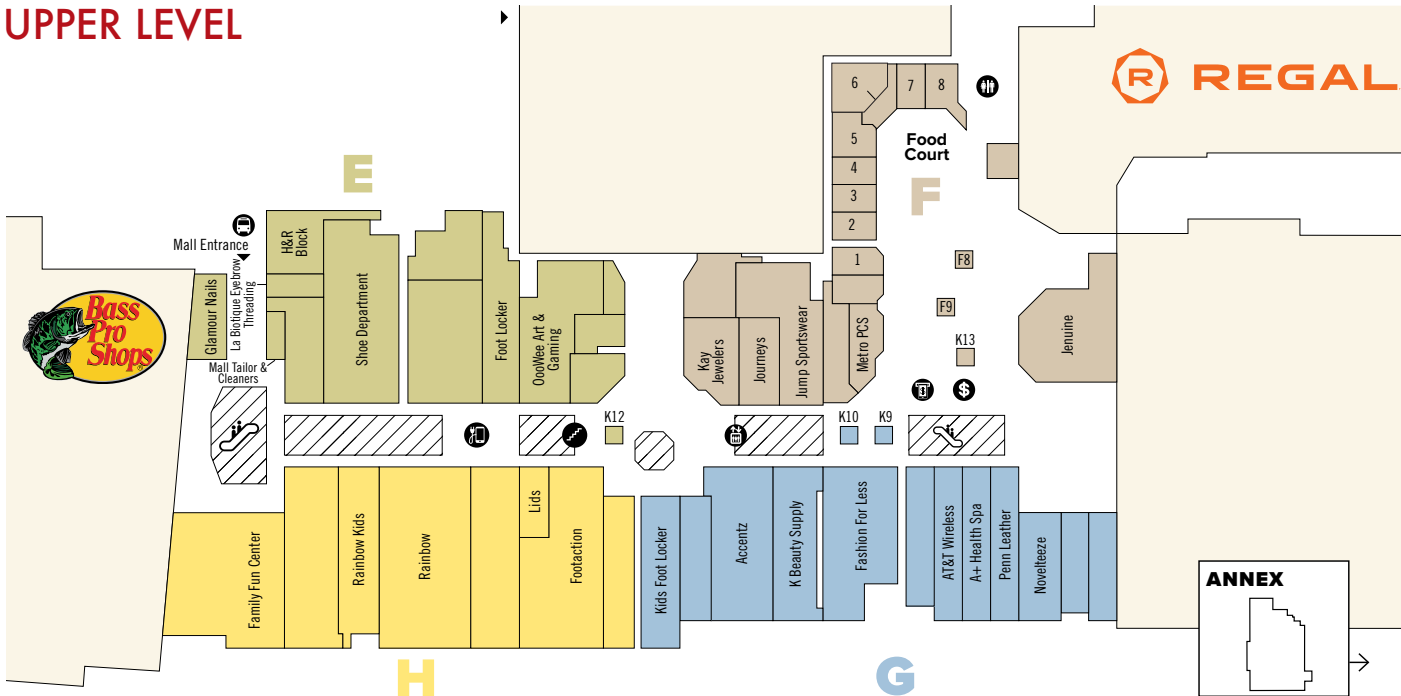 UPPER LEVEL
R REGAL
6
7
8
5
Food
Court
4
3
2
F
E
Mall Entrance
H&R
Block
La Biotique Eyebrow
Threading
Glamour Nails
Mall Tailor &
Cleaners
Shoe Department
Foot Locker
OooWee Art &
Gaming
Bass
Pro
Shops
Kay
Jewelers
Journeys
Jump Sportswear
1
Metro PCS
F8
F9
K13
Jenuine
$
K12
K10
K9
Family Fun Center
Rainbow Kids
Rainbow
Lids
Footaction
Kids Foot Locker
Accentz
K Beauty Supply
Fashion For Less
AT&T Wireless
A+ Health Spa
Penn Leather
Novelteeze
H
G
ANNEX